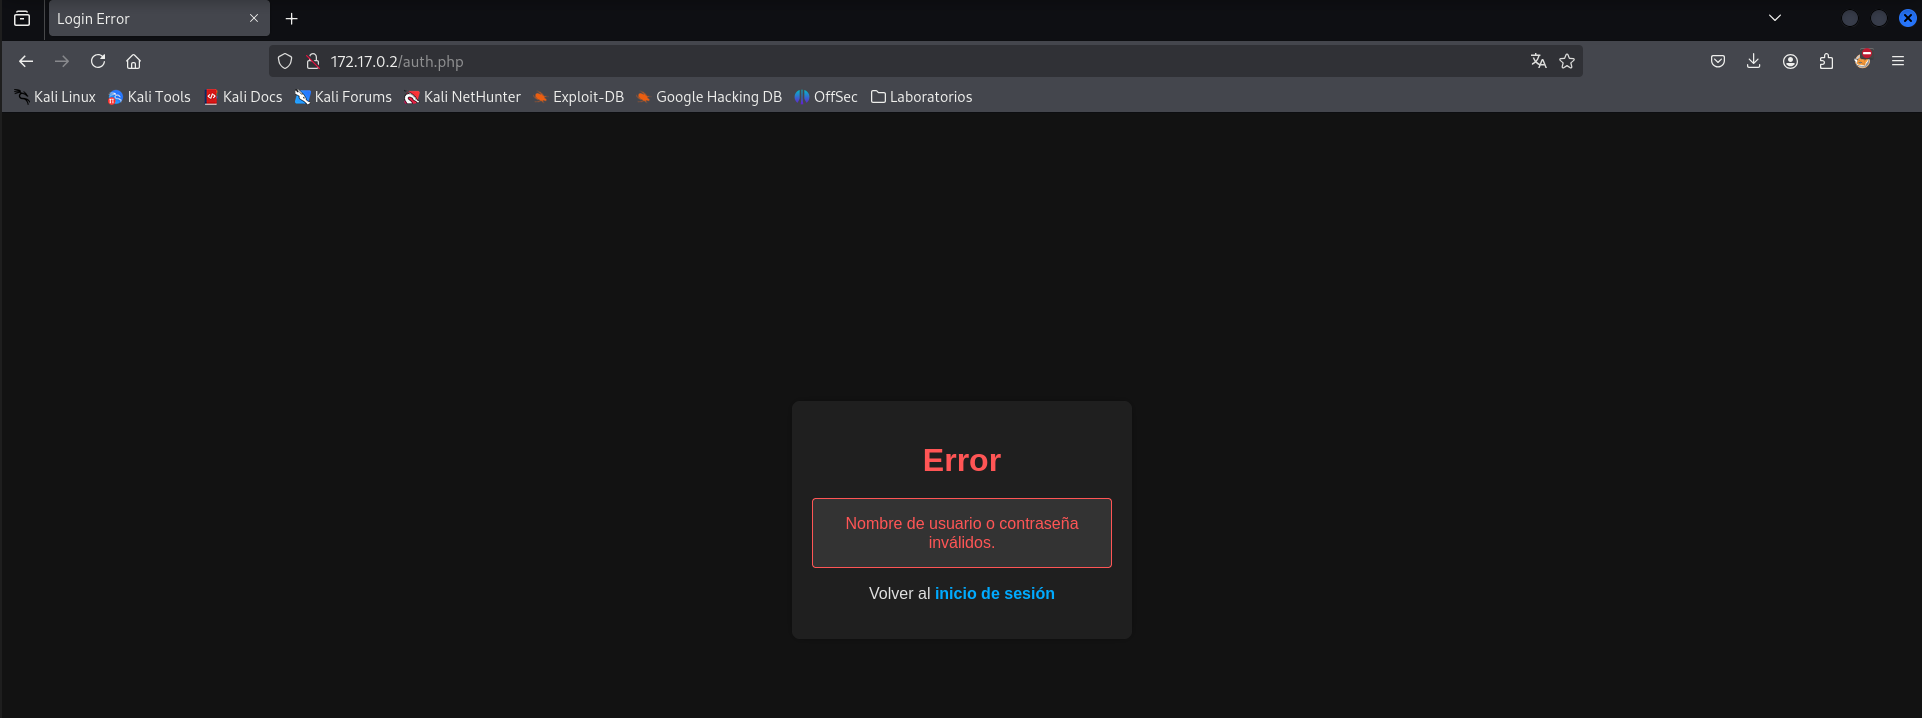 Login Error
172.17.0.2/auth.php
Kali Linux Kali Tools Kali Docs Kali Forums Kali NetHunter Exploit-DB Google Hacking DB OffSec Laboratorios
Error
Nombre de usuario o contraseña
inválidos.
Volver al inicio de sesión